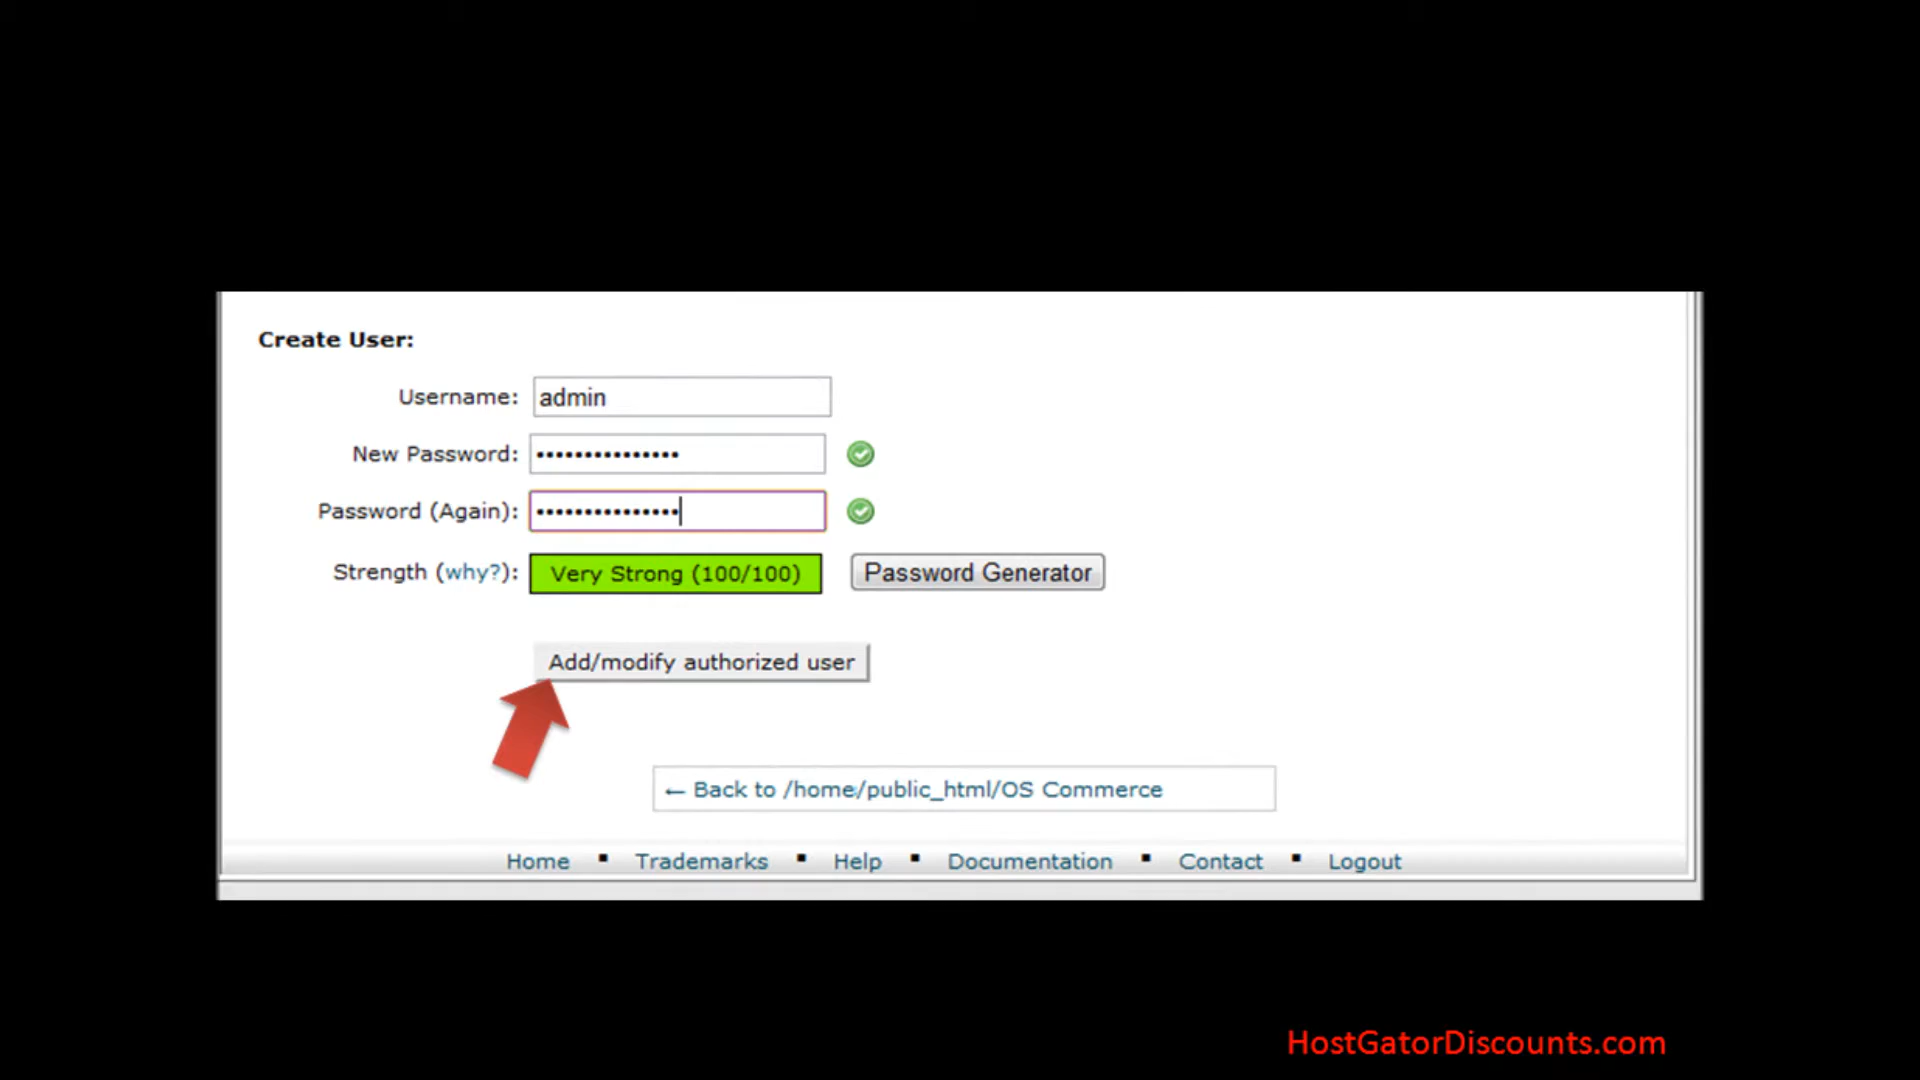 Create User:
Username: admin
New Password: •••••••••••••••
Password (Again): •••••••••••••••
Strength (why?): Very Strong (100/100) Password Generator
Add/modify authorized user
← Back to /home/public_html/OS Commerce
Home ▪ Trademarks ▪ Help ▪ Documentation ▪ Contact ▪ Logout
HostGatorDiscounts.com